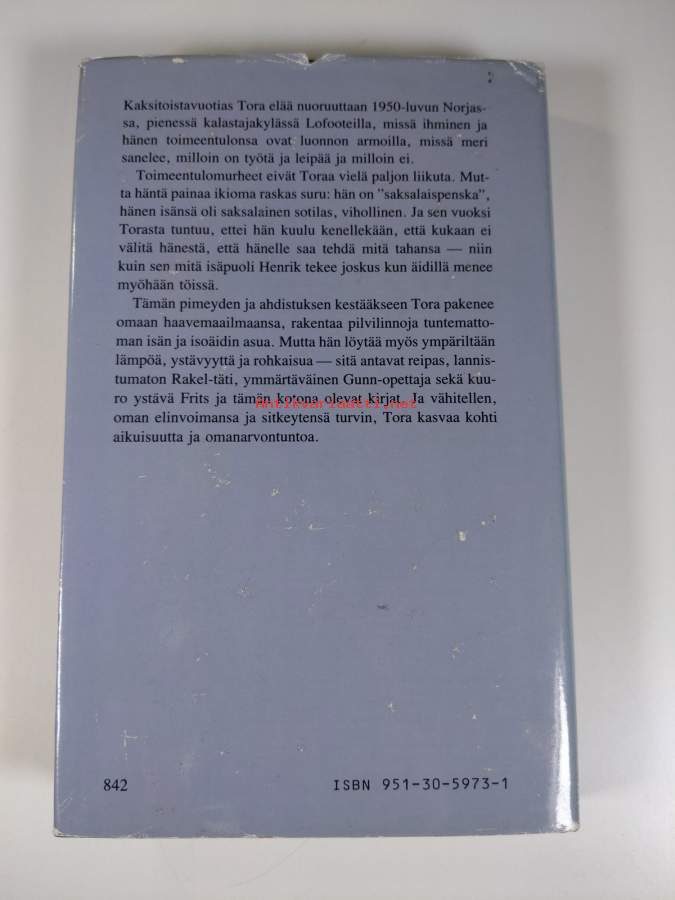 Kaksitoistavuotias Tora elää nuoruuttaan 1950-luvun Norjas-
sa, pienessä kalastajakylässä Lofooteilla, missä ihminen ja
hänen toimeentulonsa ovat luonnon armoilla, missä meri
sanelee, milloin on työtä ja leipää ja milloin ei.
Toimeentulomurheet eivät Toraa vielä paljon liikuta. Mut-
ta häntä painaa ikioma raskas suru: hän on "saksalaispenska",
hänen isänsä oli saksalainen sotilas, vihollinen. Ja sen vuoksi
Torasta tuntuu, ettei hän kuulu kenellekään, että kukaan ei
välitä hänestä, että hänelle saa tehdä mitä tahansa — niin
kuin sen mitä isäpuoli Henrik tekee joskus kun äidillä menee
myöhään töissä.
Tämän pimeyden ja ahdistuksen kestääkseen Tora pakenee
omaan haavemaailmaansa, rakentaa pilvilinnoja tuntematto-
man isän ja isoäidin asua. Mutta hän löytää myös ympäriltään
lämpöä, ystävyyttä ja rohkaisua — sitä antavat reipas, lannis-
tumaton Rakel-täti, ymmärtäväinen Gunn-opettaja sekä kuu-
ro ystävä Frits ja tämän kotona olevat kirjat. Ja vähitellen,
Antikvariaatti.net
oman elinvoimansa ja sitkeytensä turvin, Tora kasvaa kohti
aikuisuutta ja omanarvontuntoa.
842
ISBN 951-30-5973-1